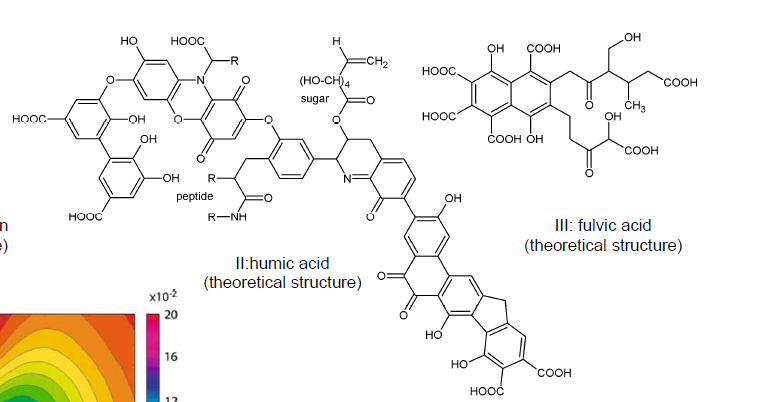 HO
HOOC
R
N
O
O
O
O
O
HOOC
OH
OH
OH
HOOC
H
CH2
(HO-CH)4
sugar
O
O
R
peptide
O
R—NH
N
O
OH
O
O
HO
HO
COOH
HOOC
II:humic acid
(theoretical structure)
OH
COOH
OH
HOOC
HOOC
COOH
OH
O
CH3
COOH
OH
COOH
O
III: fulvic acid
(theoretical structure)
n
e)
x10-2
20
16
12